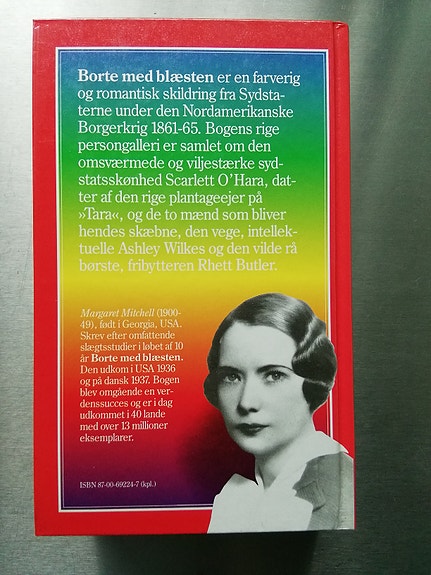 Borte med blæsten er en farverig
og romantisk skildring fra Sydsta-
terne under den Nordamerikanske
Borgerkrig 1861-65. Bogens rige
persongalleri er samlet om den
omsværmede og viljestærke syd-
statsskønhed Scarlett O'Hara, dat-
ter af den rige plantageejer på
»Tara«, og de to mænd som bliver
hendes skæbne, den vege, intellek-
tuelle Ashley Wilkes og den vilde rå
børste, fribytteren Rhett Butler.
Margaret Mitchell (1900-
49), født i Georgia, USA.
Skrev efter omfattende
slægtsstudier i løbet af 10
år Borte med blæsten.
Den udkom i USA 1936
og på dansk 1937. Bogen
blev omgående en ver-
denssucces og er i dag
udkommet i 40 lande
med over 13 millioner
eksemplarer.
ISBN 87-00-69224-7 (kpl.)